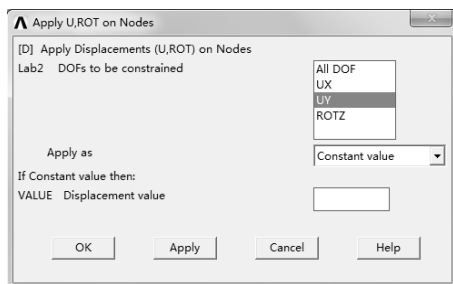 Apply U,ROT on Nodes
[D] Apply Displacements (U,ROT) on Nodes
Lab2 DOFs to be constrained
All DOF
UX
UY
ROTZ
Apply as
Constant value
If Constant value then:
VALUE Displacement value
OK Apply Cancel Help